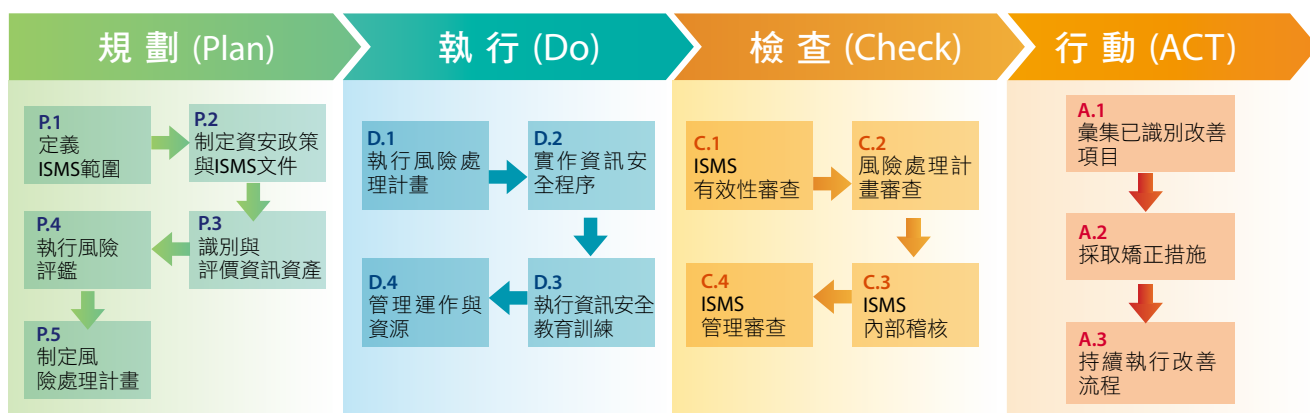 規劃 (Plan)
P.1
定義
ISMS範圍
P.2
制定資安政策
與ISMS文件
P.3
識別與
評價資訊資產
P.4
執行風險
評鑑
P.5
制定風
險處理計畫
執行 (Do)
D.1
執行風險處
理計畫
D.2
實作資訊安
全程序
D.3
執行資訊安全
教育訓練
D.4
管理運作與
資源
檢查 (Check)
C.1
ISMS
有效性審查
C.2
風險處理計
畫審查
C.3
ISMS
內部稽核
C.4
ISMS
管理審查
行動 (ACT)
A.1
彙集已識別改善
項目
A.2
採取矯正措施
A.3
持續執行改善
流程